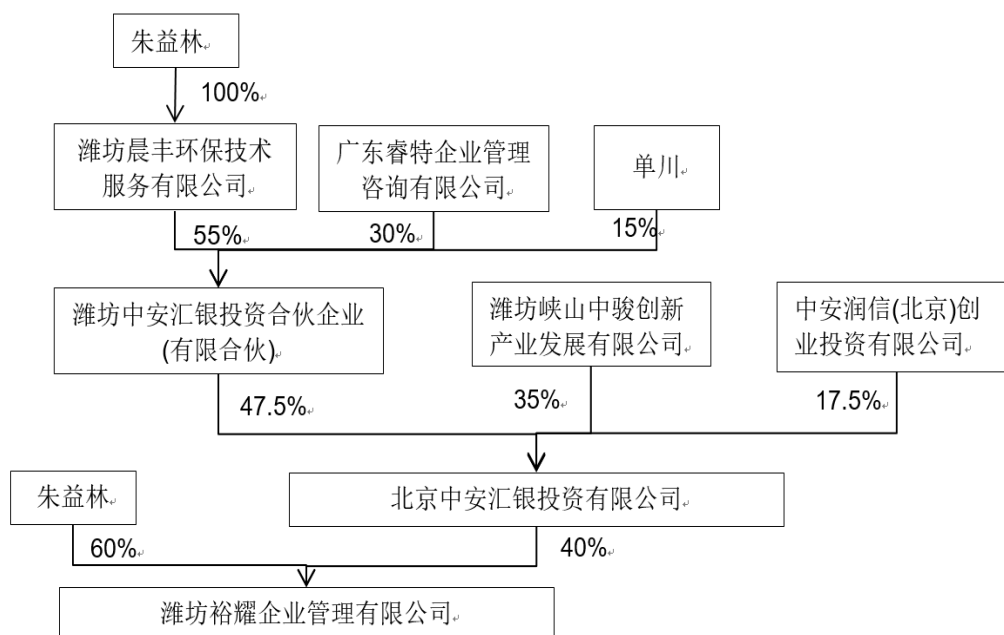 朱益林
100%
潍坊晨丰环保技术
服务有限公司
广东睿特企业管理
咨询有限公司
单川
55%
30%
15%
潍坊中安汇银投资合伙企业
(有限合伙)
潍坊峡山中骏创新
产业发展有限公司
中安润信(北京)创
业投资有限公司
47.5%
35%
17.5%
朱益林
北京中安汇银投资有限公司
60%
40%
潍坊裕耀企业管理有限公司